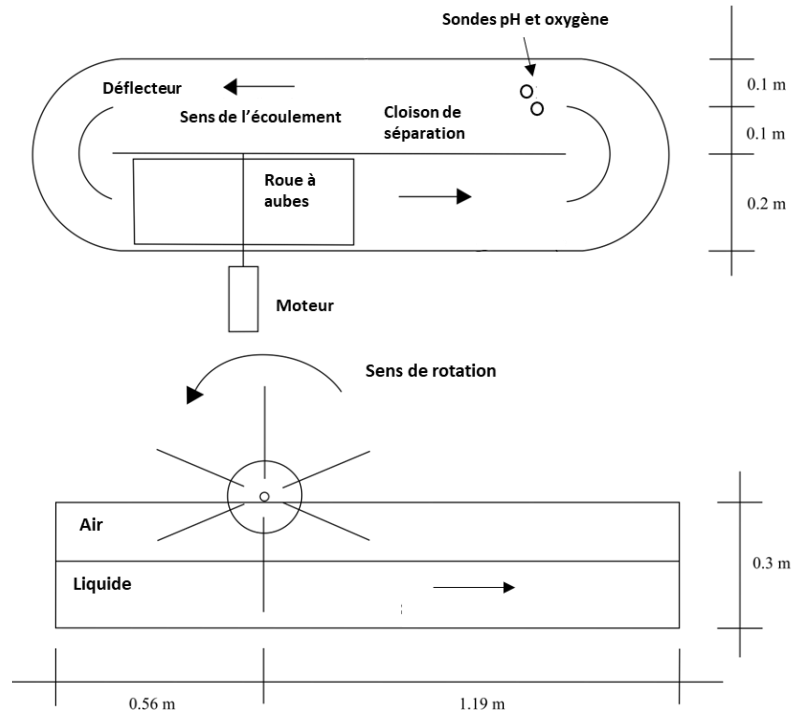 Sondes pH et oxygène
Déflecteur
Sens de l'écoulement
Cloison de
séparation
0.1 m
0.1 m
Roue à
aubes
0.2 m
Moteur
Sens de rotation
Air
0.3 m
Liquide
0.56 m
1.19 m